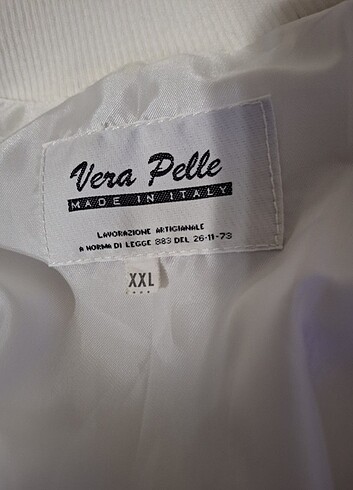 Vera Pelle
MADE IN ITALY
LAVORAZIONE ARTIGIANALE
A NORMA DI LEGGE 883 DEL 26-11-73
XXL